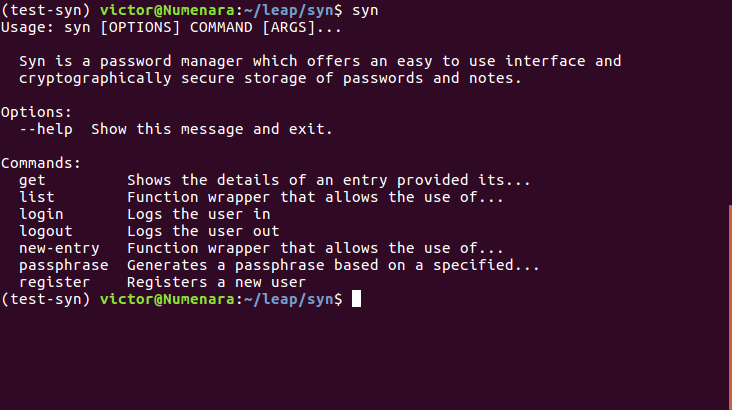 (test-syn) victor@Numenara:~/leap/syn$ syn
Usage: syn [OPTIONS] COMMAND [ARGS]...
Syn is a password manager which offers an easy to use interface and
cryptographically secure storage of passwords and notes.
Options:
--help  Show this message and exit.
Commands:
get         Shows the details of an entry provided its...
list        Function wrapper that allows the use of...
login       Logs the user in
logout      Logs the user out
new-entry   Function wrapper that allows the use of...
passphrase  Generates a passphrase based on a specified...
register    Registers a new user
(test-syn) victor@Numenara:~/leap/syn$